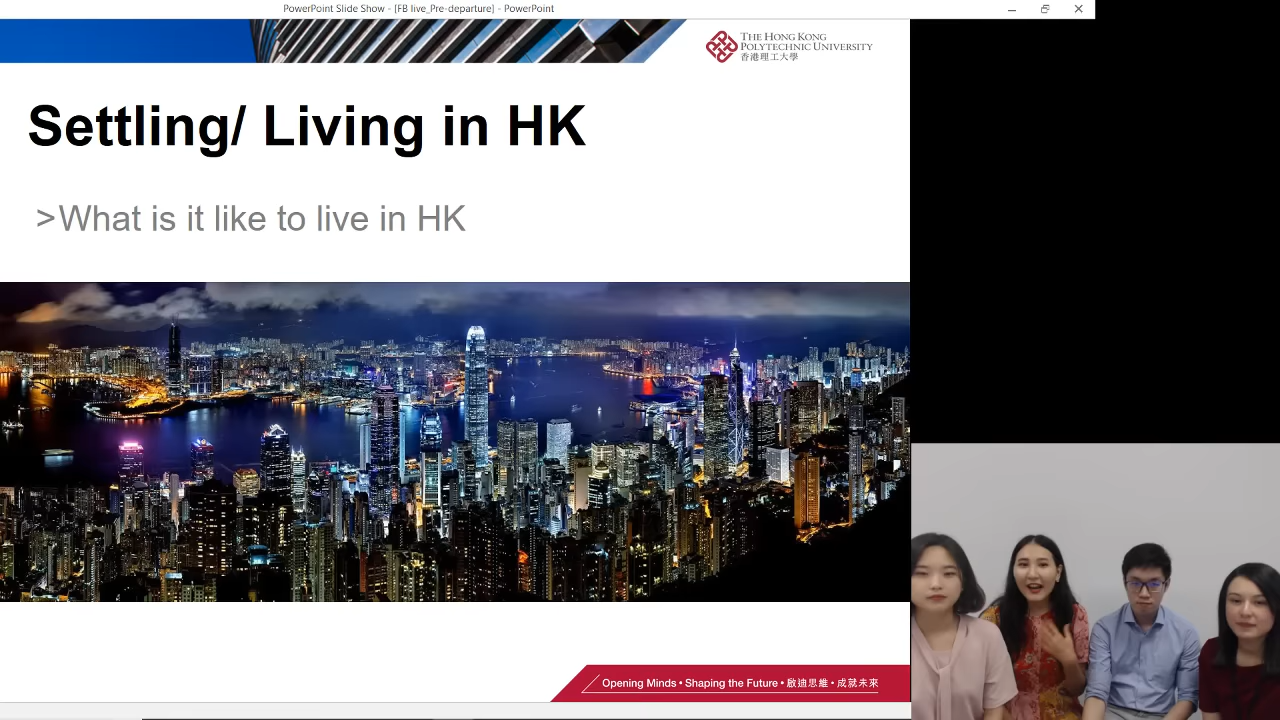 PowerPoint Slide Show - [FB live_Pre-departure] - PowerPoint
THE HONG KONG
POLYTECHNIC UNIVERSITY
香港理工大學
Settling/ Living in HK
>What is it like to live in HK
Opening Minds • Shaping the Future • 啟迪思維 • 成就未來